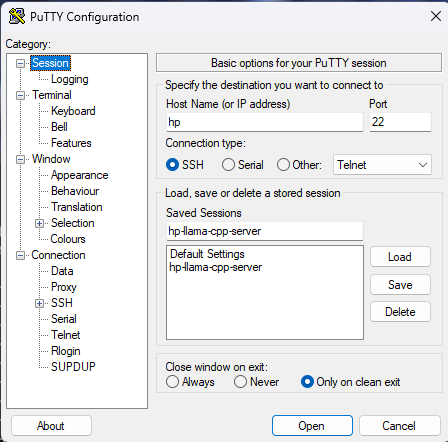 PuTTY Configuration
Category:
Session
Logging
Terminal
Keyboard
Bell
Features
Window
Appearance
Behaviour
Translation
Selection
Colours
Connection
Data
Proxy
SSH
Serial
Telnet
Rlogin
SUPDUP
Basic options for your PuTTY session
Specify the destination you want to connect to
Host Name (or IP address) Port
hp 22
Connection type:
SSH Serial Other: Telnet
Load, save or delete a stored session
Saved Sessions
hp-llama-cpp-server
Default Settings
hp-llama-cpp-server
Load
Save
Delete
Close window on exit:
Always Never Only on clean exit
About Open Cancel